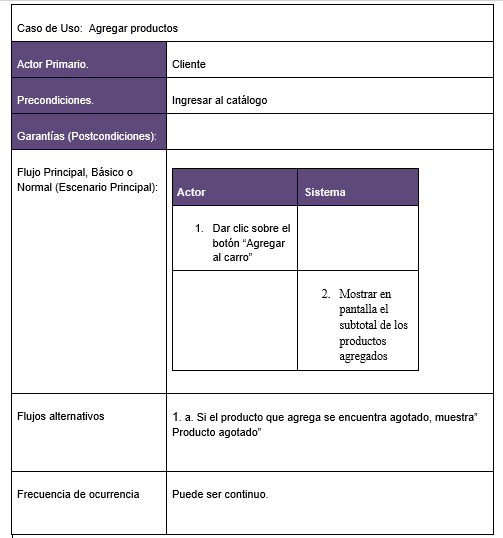 Caso de Uso:  Agregar productos
Actor Primario.
Cliente
Precondiciones.
Ingresar al catálogo
Garantías (Postcondiciones):
Flujo Principal, Básico o
Normal (Escenario Principal):
Actor
Sistema
1. Dar clic sobre el
botón “Agregar
al carro”
2. Mostrar en
pantalla el
subtotal de los
productos
agregados
Flujos alternativos
1. a. Si el producto que agrega se encuentra agotado, muestra”
Producto agotado”
Frecuencia de ocurrencia
Puede ser continuo.